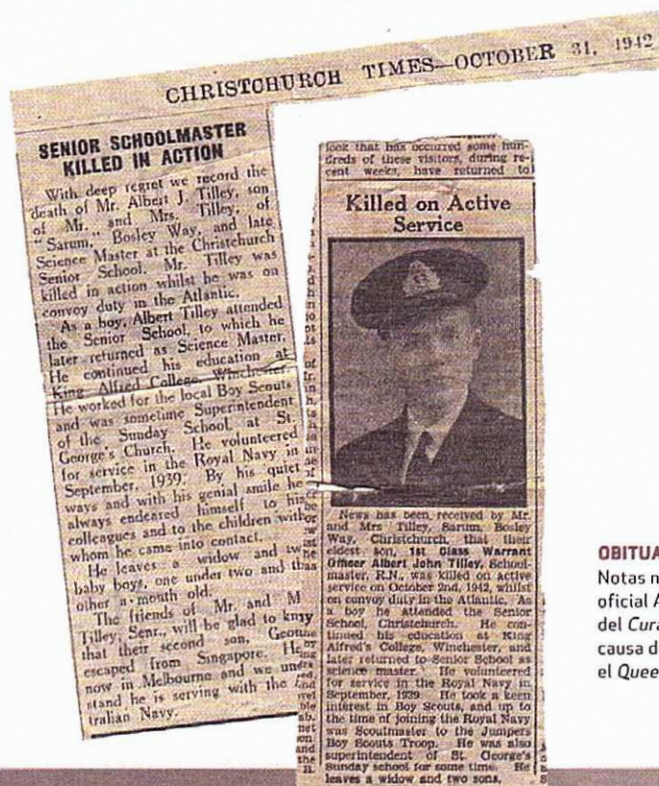 CHRISTCHURCH TIMES—OCTOBER 31, 1942
SENIOR SCHOOLMASTER
KILLED IN ACTION
With deep regret we record the
death of Mr. Albert J. Tilley, son
of Mr. and Mrs. Tilley, of
"Sarum," Bosley Way, and late
Science Master at the Christchurch
Senior School. Mr. Tilley was
killed in action whilst he was on
convoy duty in the Atlantic.
As a boy, Albert Tilley attended
the Senior School, to which he
later returned as Science Master.
He continued his education at
King Alfred College, Winchester
He worked for the local Boy Scouts
and was sometime Superintendent
of the Sunday School at St.
George's Church. He volunteered
for service in the Royal Navy in
September, 1939. By his quiet
ways and with his genial smile he
always endeared himself to his
colleagues and to the children with
whom he came into contact.
He leaves a widow and tw
baby boys, one under two and the
other a month old.
The friends of Mr. and M
Tilley, Senr., will be glad to know
that their second son,
escaped from Singapore. He
now in Melbourne and we under
stand he is serving with the
tralian Navy.
look that has occurred some hun-
dreds of these visitors, during re-
cent weeks, have returned to
Killed on Active
Service
News has been received by Mr.
and Mrs Tilley, Sarum, Bosley
Way, Christchurch, that their
eldest son, 1st Class Warrant
Officer Albert John Tilley, School-
master, R.N., was killed on active
service on October 2nd, 1942, whilst
on convoy duty in the Atlantic. As
a boy he attended the Senior
School, Christchurch. He con-
tinued his education at King
Alfred's College, Winchester, and
later returned to Senior School as
science master. He volunteered
for service in the Royal Navy in
September, 1939. He took a keen
interest in Boy Scouts, and up to
the time of joining the Royal Navy
was Scoutmaster to the Jumpers
Boy Scouts Troop. He was also
superintendent of St. George's
Sunday school for some time. He
leaves a widow and two sons.
OBITUA
Notas n
oficial A
del Cura
causa d
el Quee